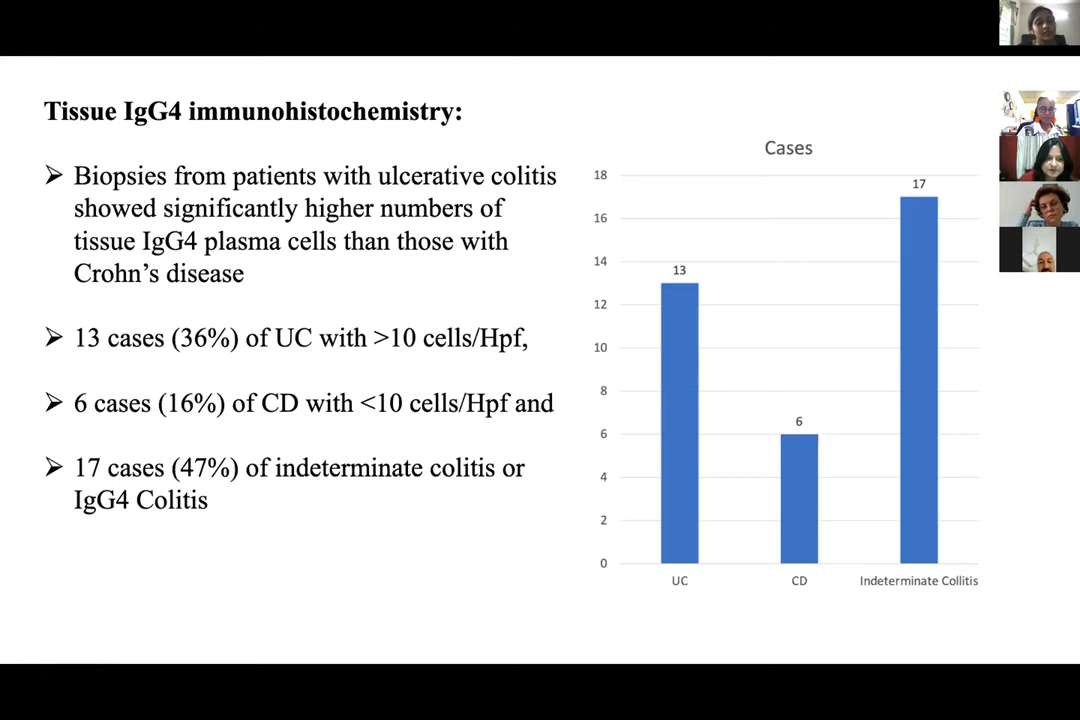 Tissue IgG4 immunohistochemistry:
➢ Biopsies from patients with ulcerative colitis
showed significantly higher numbers of
tissue IgG4 plasma cells than those with
Crohn’s disease
➢ 13 cases (36%) of UC with >10 cells/Hpf,
➢ 6 cases (16%) of CD with <10 cells/Hpf and
➢ 17 cases (47%) of indeterminate colitis or
IgG4 Colitis
Cases
18
16
14
12
10
8
6
4
2
0
13
6
17
UC
CD
Indeterminate Collitis